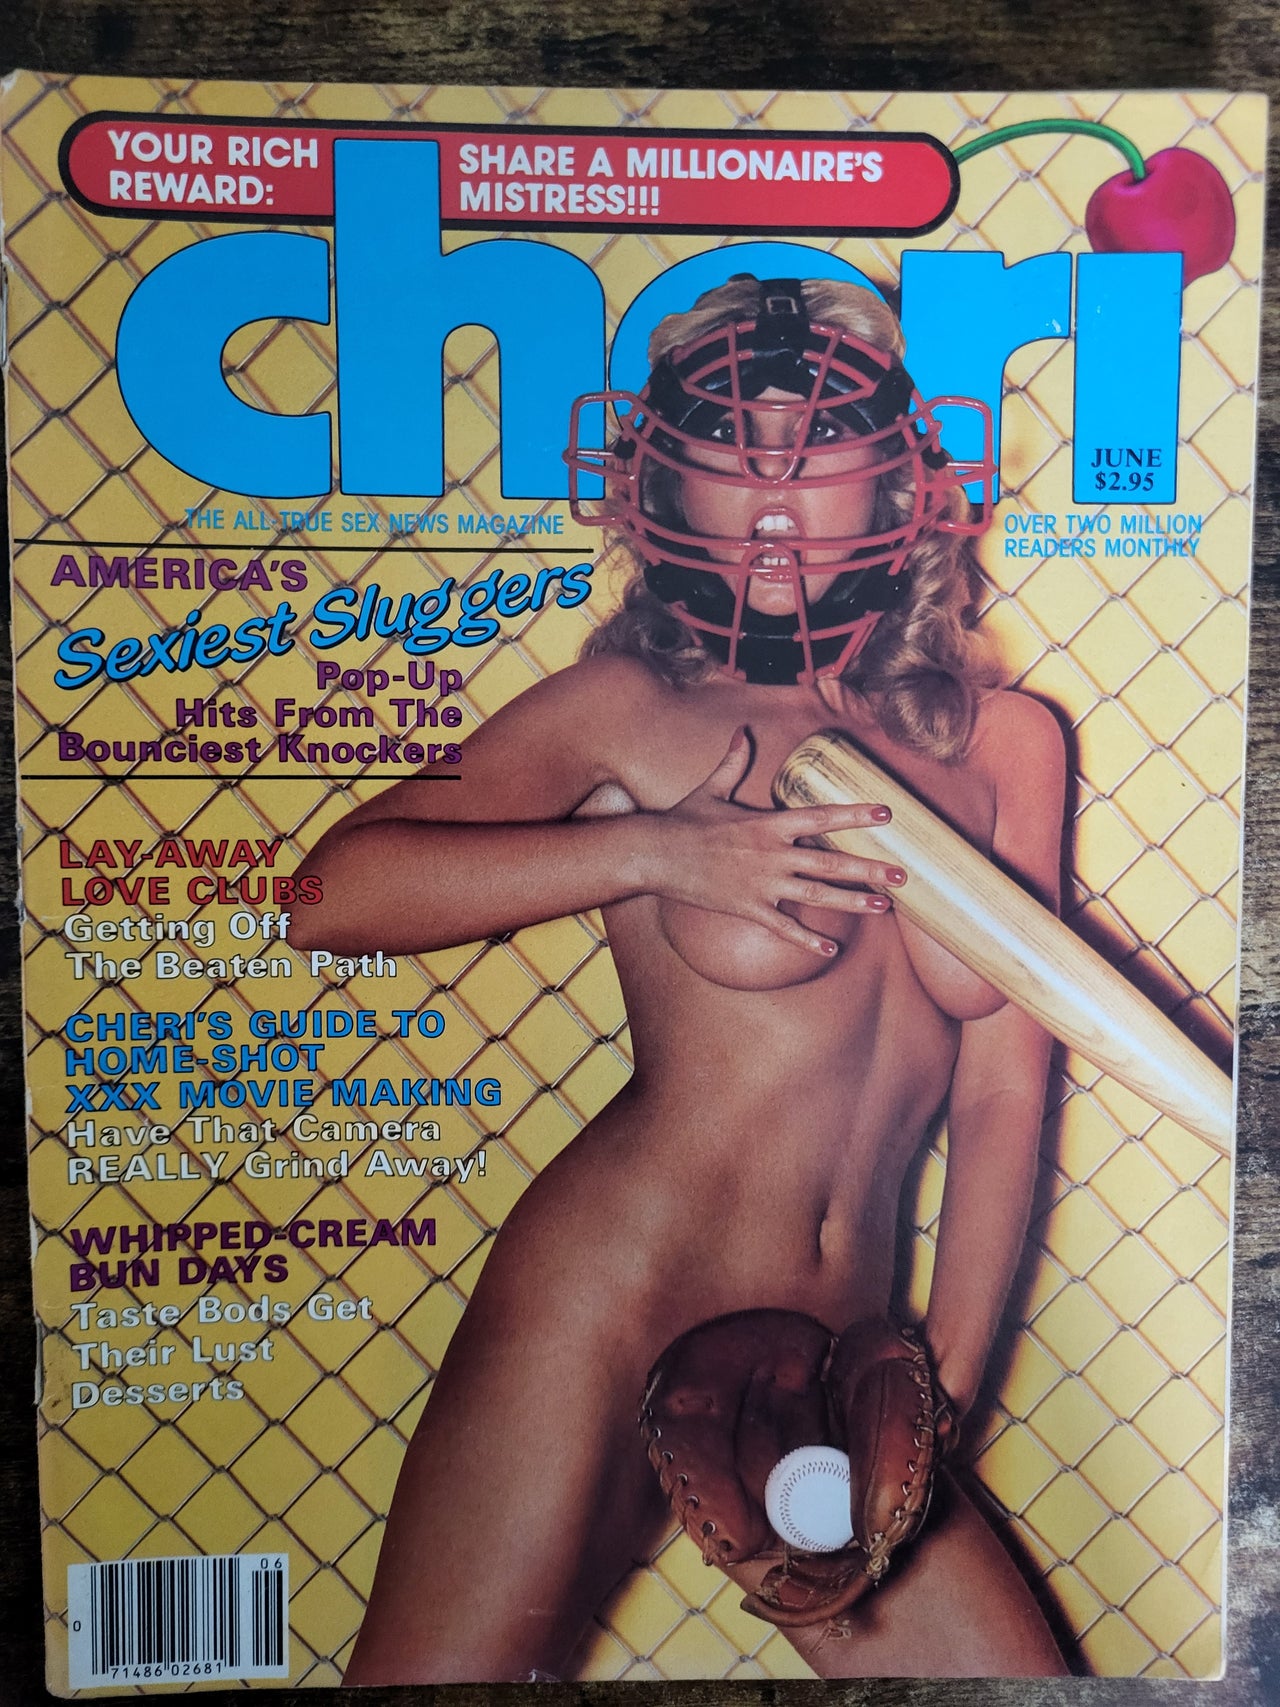 YOUR RICH
REWARD:
SHARE A MILLIONAIRE'S
MISTRESS!!!
cheri
JUNE
$2.95
THE ALL-TRUE SEX NEWS MAGAZINE
OVER TWO MILLION
READERS MONTHLY
AMERICA'S
Sexiest Sluggers
Pop-Up
Hits From The
Bounciest Knockers
LAY-AWAY
LOVE CLUBS
Getting Off
The Beaten Path
CHERI'S GUIDE TO
HOME-SHOT
XXX MOVIE MAKING
Have That Camera
REALLY Grind Away!
WHIPPED-CREAM
BUN DAYS
Taste Bods Get
Their Lust
Desserts
06
0 71486 02681